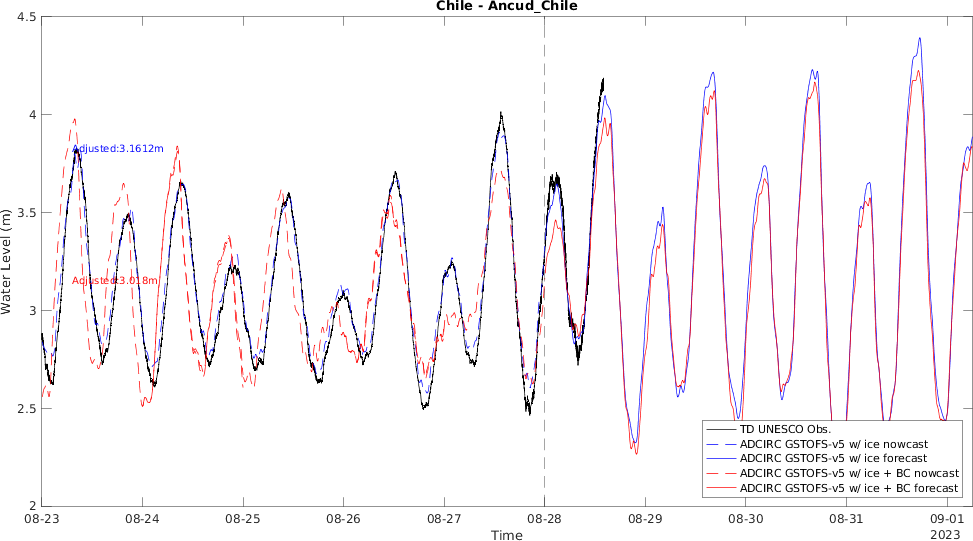 Chile - Ancud_Chile
4.5
4
3.5
3
2.5
2
Water Level (m)
Adjusted:3.1612m
Adjusted:3.018m
TD UNESCO Obs.
ADCIRC GSTOFS-v5 w/ ice nowcast
ADCIRC GSTOFS-v5 w/ ice forecast
ADCIRC GSTOFS-v5 w/ ice + BC nowcast
ADCIRC GSTOFS-v5 w/ ice + BC forecast
08-23 08-24 08-25 08-26 08-27 08-28 08-29 08-30 08-31 09-01
2023
Time